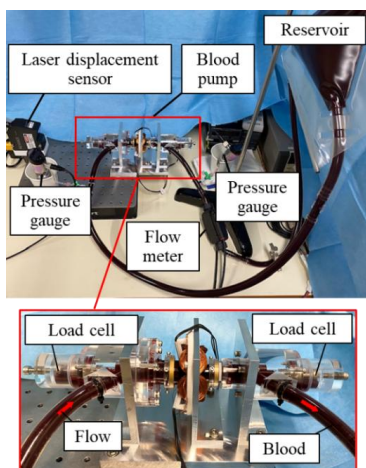 Reservoir
Laser displacement
sensor
Blood
pump
Pressure
gauge
Flow
meter
Pressure
gauge
Load cell
Load cell
Flow
Blood